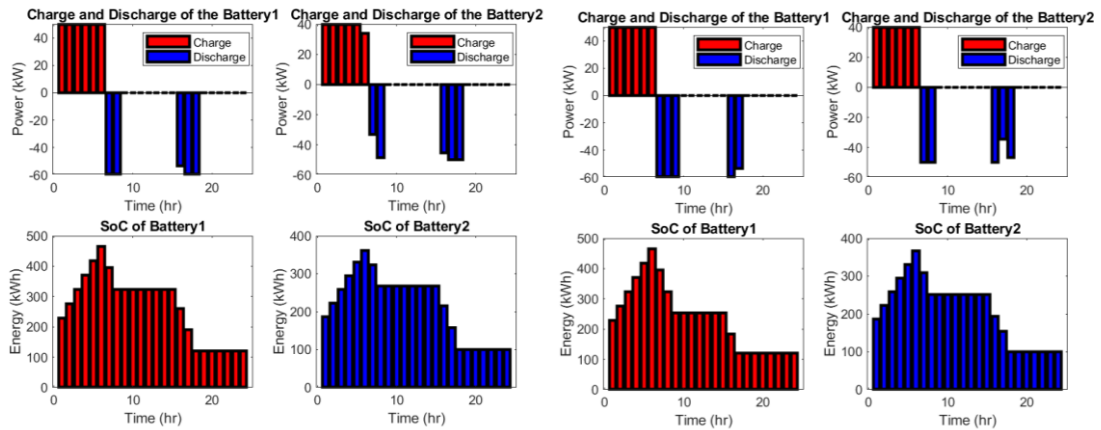 Charge and Discharge of the Battery1
Power (kW)
40
20
0
-20
-40
-60
Charge
Discharge
0
10
20
Time (hr)
Charge and Discharge of the Battery2
Power (kW)
40
20
0
-20
-40
-60
Charge
Discharge
0
10
20
Time (hr)
Charge and Discharge of the Battery1
Power (kW)
40
20
0
-20
-40
-60
Charge
Discharge
0
10
20
Time (hr)
Charge and Discharge of the Battery2
Power (kW)
40
20
0
-20
-40
-60
Charge
Discharge
0
10
20
Time (hr)
SoC of Battery1
Energy (kWh)
500
400
300
200
100
0
0
10
20
Time (hr)
SoC of Battery2
Energy (kWh)
400
300
200
100
0
0
10
20
Time (hr)
SoC of Battery1
Energy (kWh)
500
400
300
200
100
0
0
10
20
Time (hr)
SoC of Battery2
Energy (kWh)
400
300
200
100
0
0
10
20
Time (hr)